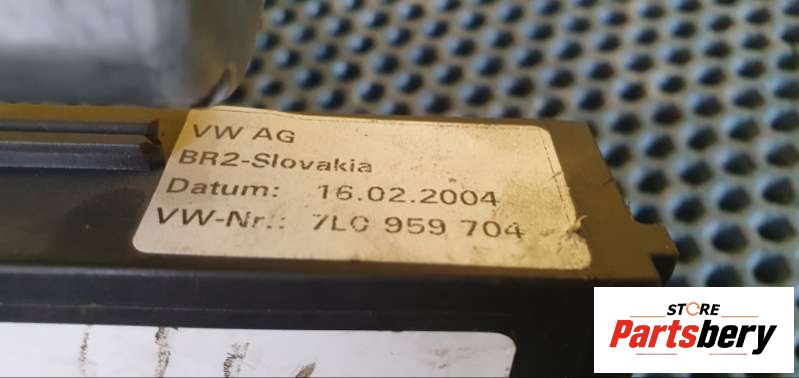 VW AG
BR2-Slovakia
Datum: 16.02.2004
VW-Nr.: 7L0 959 704
STORE
Partsbery